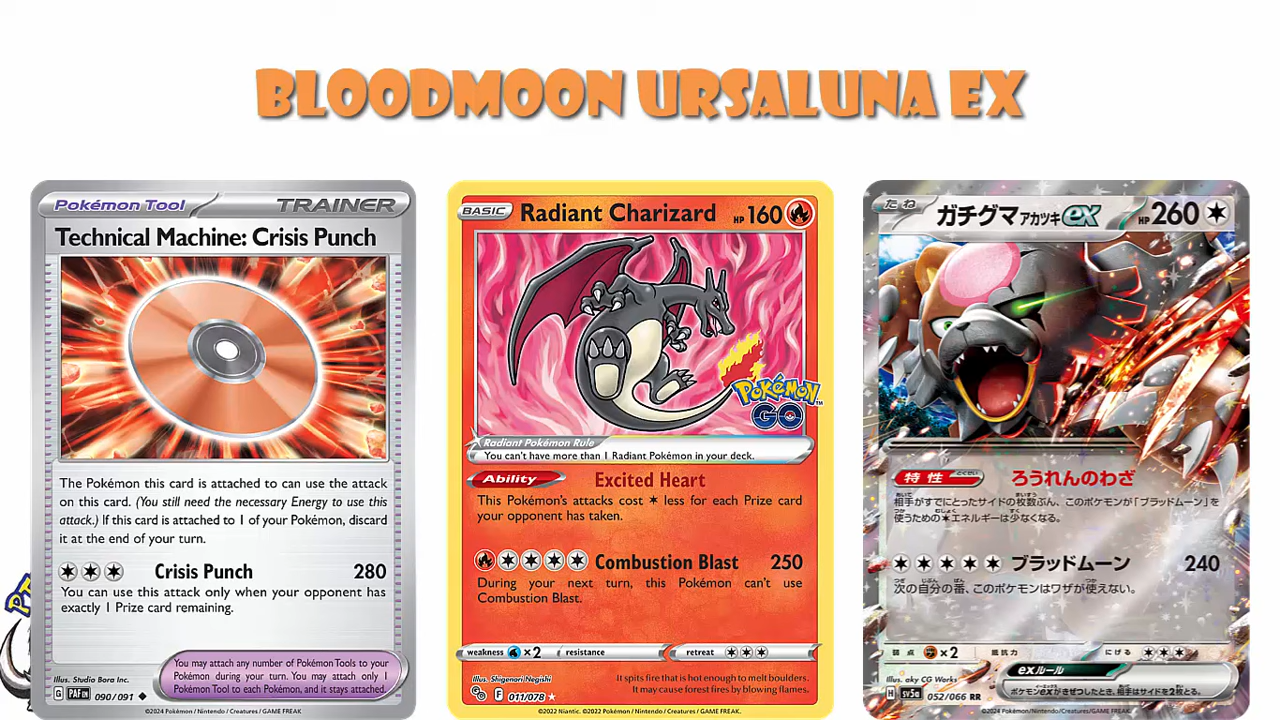 BLOODMOON URSALUNA EX
Pokémon Tool
TRAINER
Technical Machine: Crisis Punch
The Pokémon this card is attached to can use the attack
on this card. (You still need the necessary Energy to use this
attack.) If this card is attached to 1 of your Pokémon, discard
it at the end of your turn.
Crisis Punch 280
You can use this attack only when your opponent has
exactly 1 Prize card remaining.
You may attach any number of Pokémon Tools to your
Pokémon during your turn. You may attach only 1
Pokémon Tool to each Pokémon, and it stays attached.
Illus. Studio Bora Inc.
G PAF EN 090/091
©2024 Pokémon / Nintendo / Creatures / GAME FREAK
BASIC Radiant Charizard HP 160
Pokémon
GO
Radiant Pokémon Rule
You can't have more than 1 Radiant Pokémon in your deck.
Ability Excited Heart
This Pokémon's attacks cost less for each Prize card
your opponent has taken.
Combustion Blast 250
During your next turn, this Pokémon can't use
Combustion Blast.
weakness ×2 resistance retreat
Illus. Shigenori Negishi
F 011/078
It spits fire that is hot enough to melt boulders.
It may cause forest fires by blowing flames.
©2022 Niantic. ©2022 Pokémon / Nintendo / Creatures / GAME FREAK.
たね ガチグマ アカツキ ex HP 260
特性 ろうれんのわざ
相手がすでにとったサイドの枚数ぶん、このポケモンが「ブラッドムーン」を
使うための エネルギーは少なくなる。
ブラッドムーン 240
次の自分の番、このポケモンはワザが使えない。
弱点 ×2 抵抗力 にげる
Illus. aky CG Works
H sv5a 052/066 RR
exルール
ポケモンexがきぜつしたとき、相手はサイドを2枚とる。
©2024 Pokémon/Nintendo/Creatures/GAME FREAK.